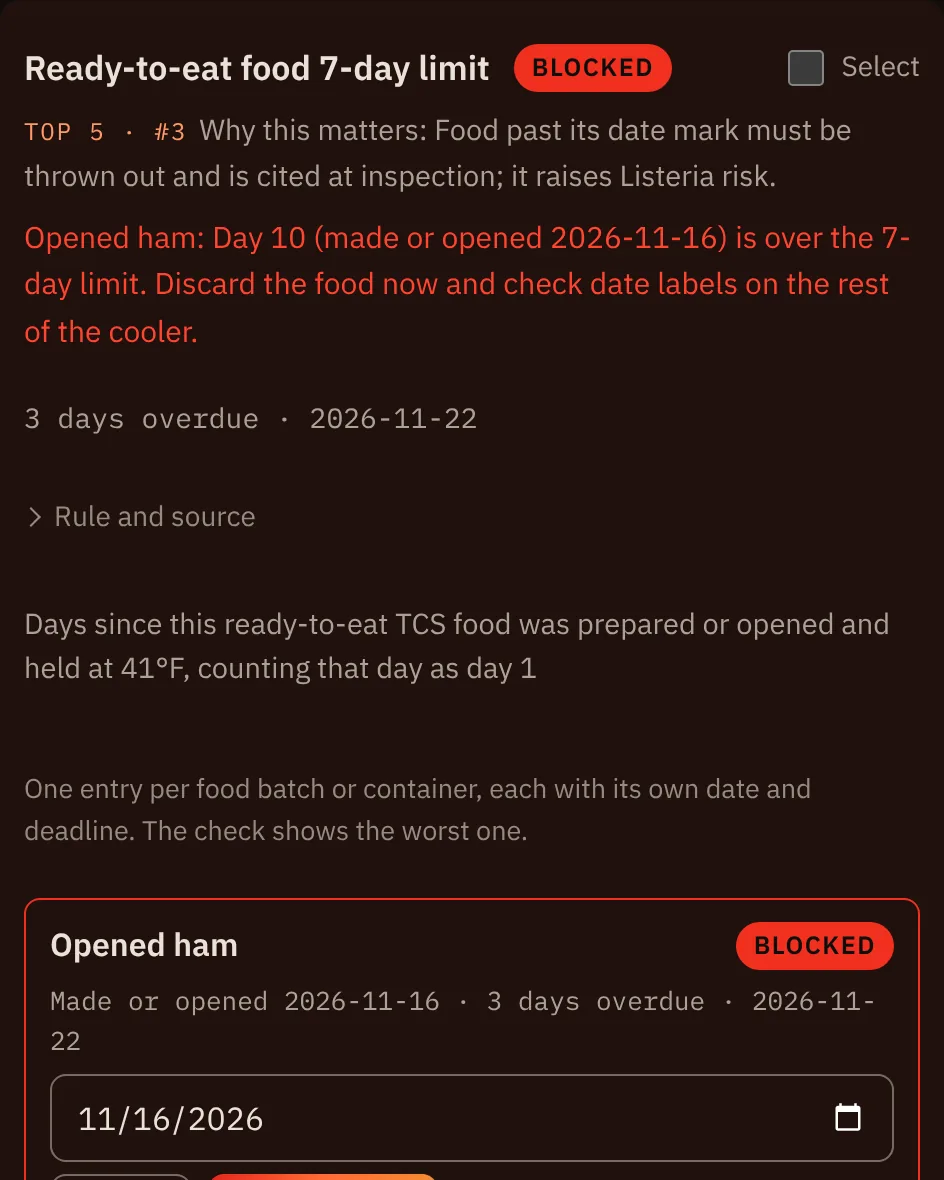 Ready-to-eat food 7-day limit BLOCKED Select
TOP 5 · #3 Why this matters: Food past its date mark must be
thrown out and is cited at inspection; it raises Listeria risk.
Opened ham: Day 10 (made or opened 2026-11-16) is over the 7-
day limit. Discard the food now and check date labels on the rest
of the cooler.
3 days overdue · 2026-11-22
Rule and source
Days since this ready-to-eat TCS food was prepared or opened and
held at 41°F, counting that day as day 1
One entry per food batch or container, each with its own date and
deadline. The check shows the worst one.
Opened ham BLOCKED
Made or opened 2026-11-16 · 3 days overdue · 2026-11-
22
11/16/2026